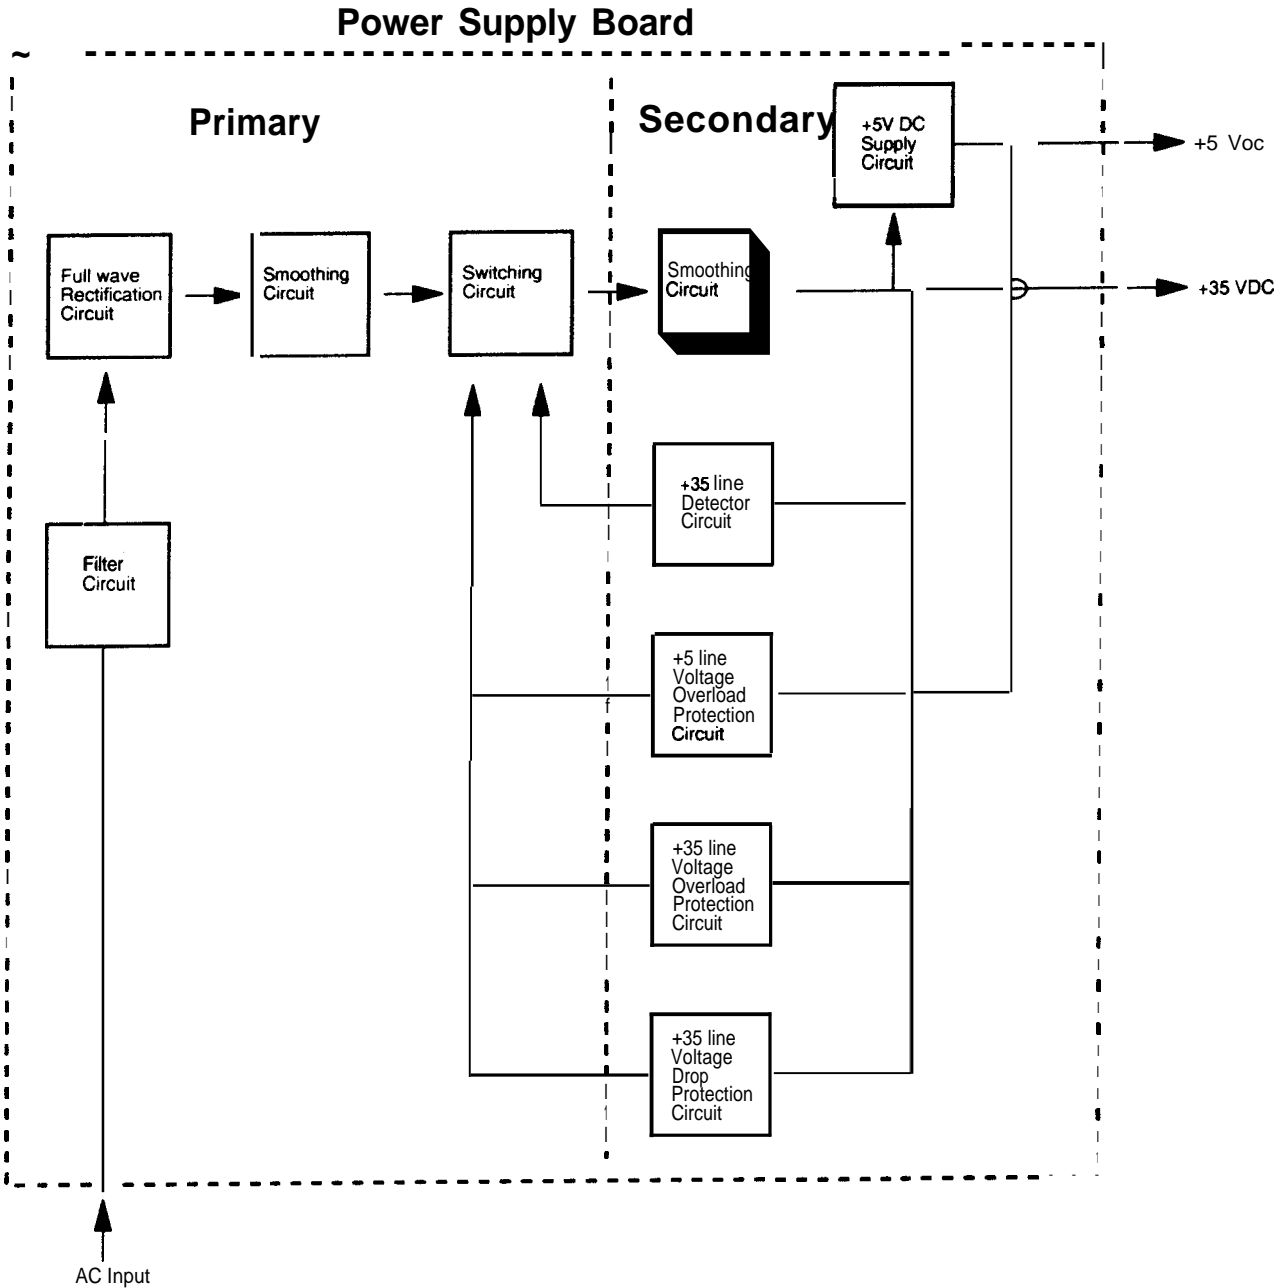 Power Supply Board
~
Primary
Secondary
+5V DC
Supply
Circuit
+5 Voc
Full wave
Rectification
Circuit
Smoothing
Circuit
Switching
Circuit
Smoothing
Circuit
+35 VDC
+35 line
Detector
Circuit
Filter
Circuit
+5 line
Voltage
Overload
Protection
Circuit
+35 line
Voltage
Overload
Protection
Circuit
+35 line
Voltage
Drop
Protection
Circuit
AC Input